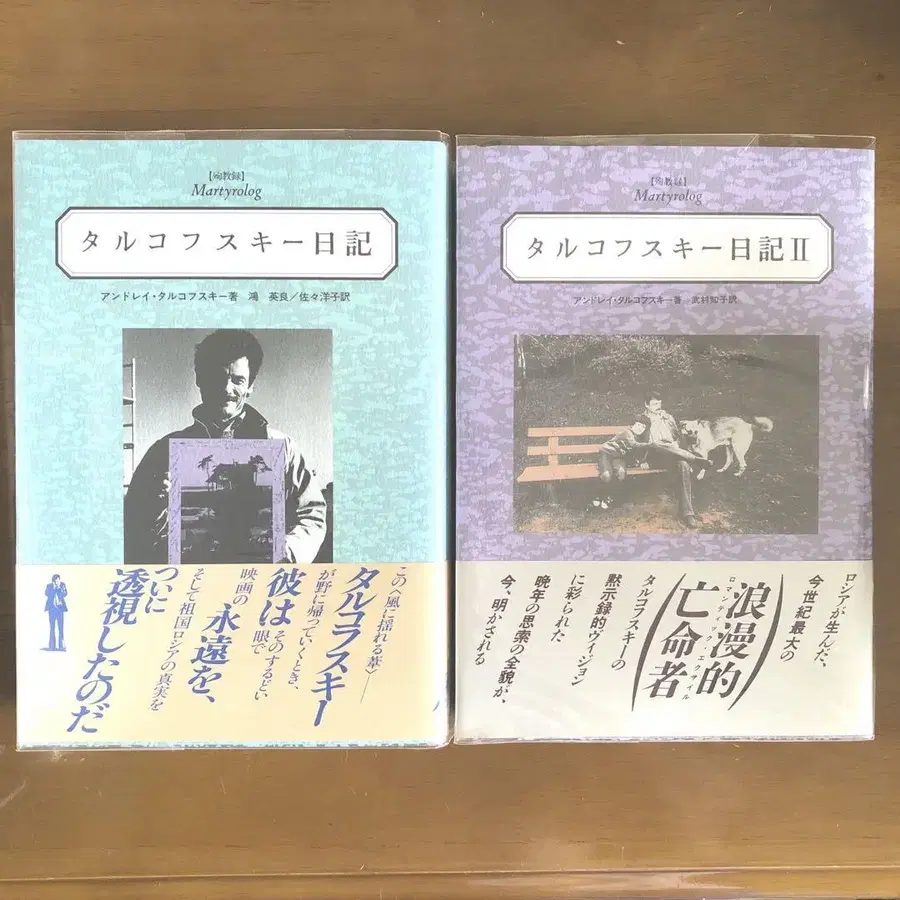 【殉教録】
Martyrolog
タルコフスキー日記
アンドレイ・タルコフスキー著 鴻 英良/佐々洋子訳
この〈風に揺れる葦〉――
タルコフスキー
が野に帰っていくとき、
彼はそのするどい
眼で
映画の永遠を、
そして祖国ロシアの真実を
ついに
透視したのだ
【殉教録】
Martyrolog
タルコフスキー日記II
アンドレイ・タルコフスキー著 武村知子訳
ロシアが生んだ、
今世紀最大の
(浪漫的
ロマンティック・エクザイル
亡命者)
タルコフスキーの
黙示録的ヴィジョン
に彩られた
晩年の思索の全貌が、
今、明かされる